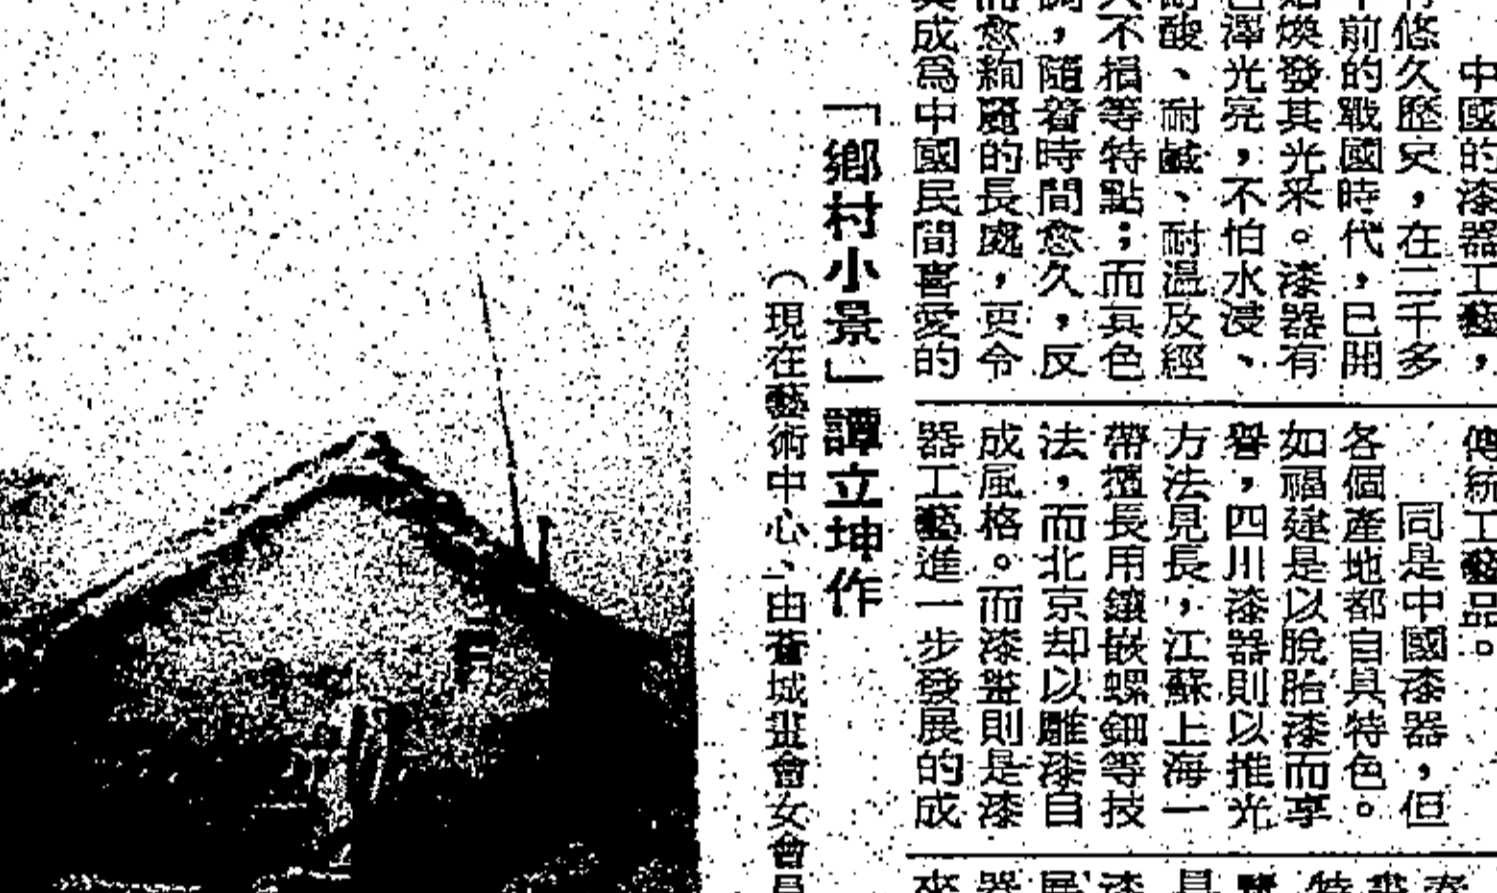 中國的漆器工藝,
悠久歷史,在二千多
前的戰國時代,已開
始煥發其光采。漆器有
色澤光亮,不怕水浸、
耐酸、耐鹼、耐温及經
久不損等特點;而其色
調,隨着時間愈久,反
而愈絢麗的長處,更令
其成爲中國民間喜愛的
傳統工藝品。
同是中國漆器,但
各個產地都自具特色。
如福建是以脫胎漆而享
譽,四川漆器則以推光
方法見長,江蘇上海一
帶擅長用鑲嵌螺鈿等技
法,而北京却以雕漆自
成風格。而漆畫則是漆
器工藝進一步發展的成
「鄉村小景」譚立坤作
(現在藝術中心、由蒼城班會女會員